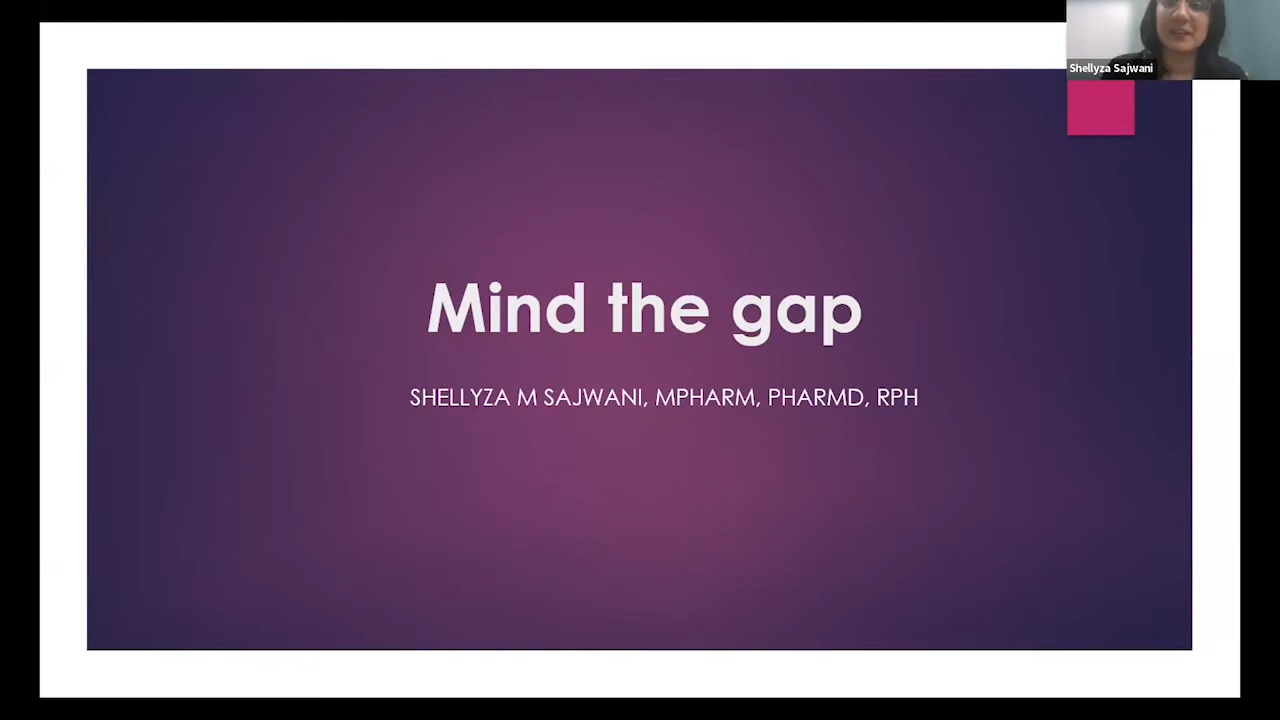 Shellyza Sajwani
Mind the gap
SHELLYZA M SAJWANI, MPHARM, PHARMD, RPH